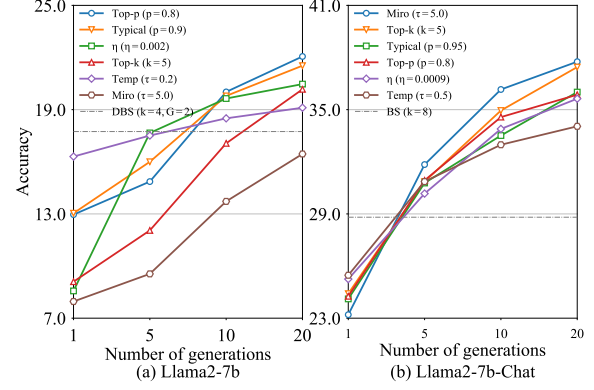 25.0
19.0
13.0
7.0
Accuracy
Top-p (p = 0.8)
Typical (p = 0.9)
η (η = 0.002)
Top-k (k = 5)
Temp (τ = 0.2)
Miro (τ = 5.0)
DBS (k = 4, G = 2)
1 5 10 20
Number of generations
(a) Llama2-7b
41.0
35.0
29.0
23.0
Miro (τ = 5.0)
Top-k (k = 5)
Typical (p = 0.95)
Top-p (p = 0.8)
η (η = 0.0009)
Temp (τ = 0.5)
BS (k = 8)
1 5 10 20
Number of generations
(b) Llama2-7b-Chat